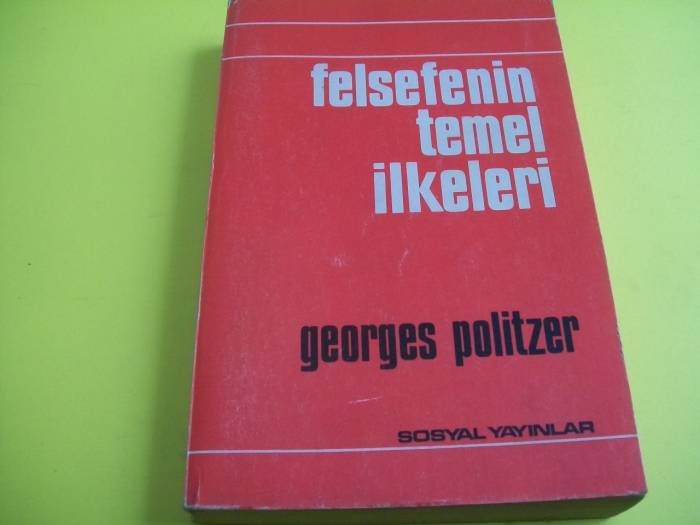 felsefenin
temel
ilkeleri
georges politzer
SOSYAL YAYINLAR